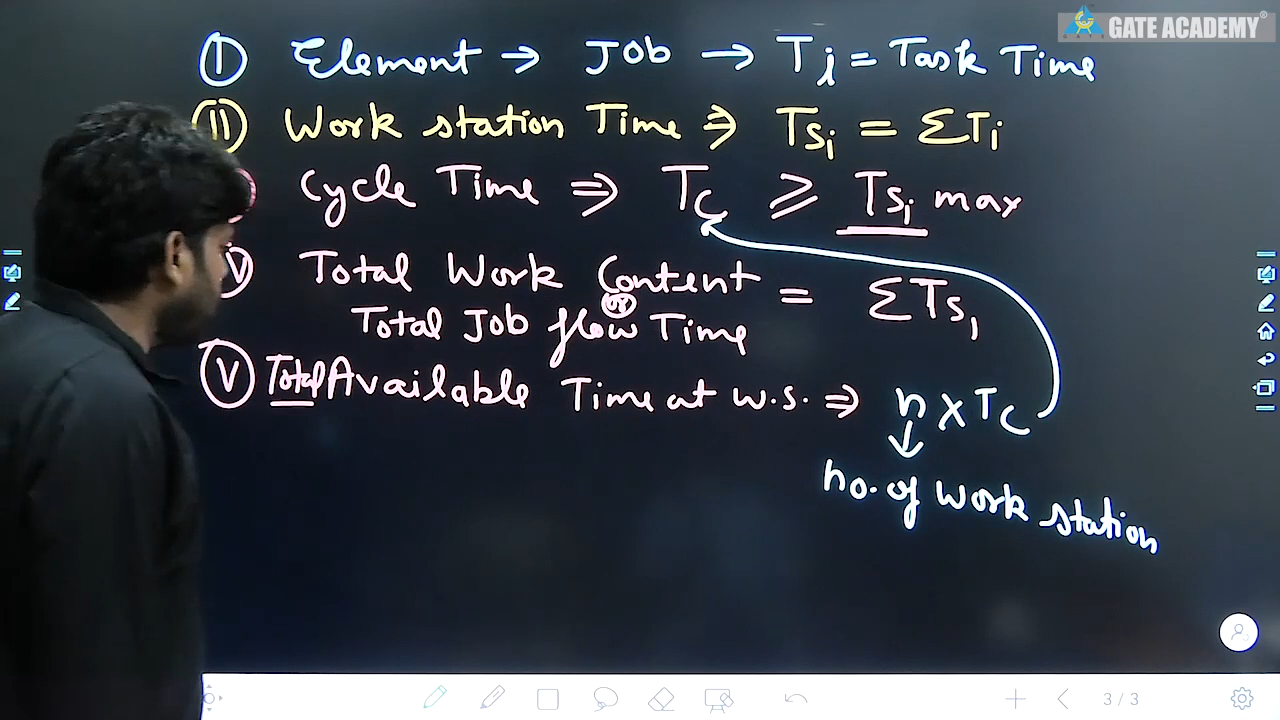 GATE ACADEMY®
I Element → Job → Ti = Task Time
II Work station Time ⇒ Tsi = ΣTi
Cycle Time ⇒ Tc ≥ Tsi max
V Total Work Content
or
Total Job flow Time = ΣTsi
V Total Available Time at w.s. ⇒ n x Tc
no. of work station
3 / 3